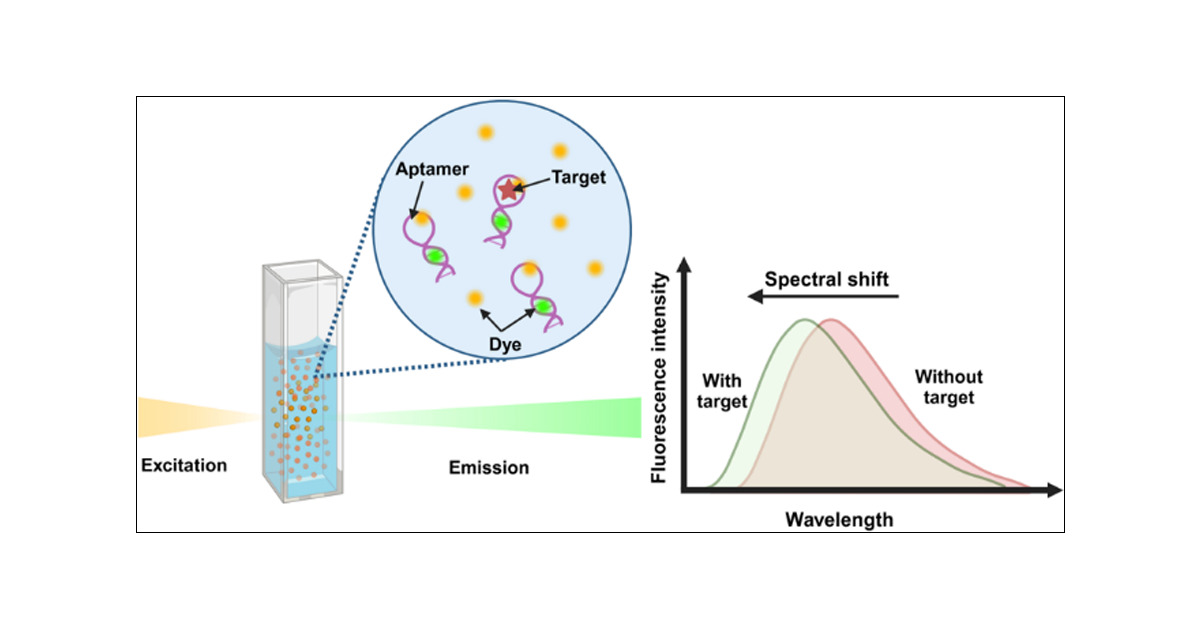 Aptamer
Target
Dye
Excitation
Emission
Fluorescence intensity
Spectral shift
With
target
Without
target
Wavelength